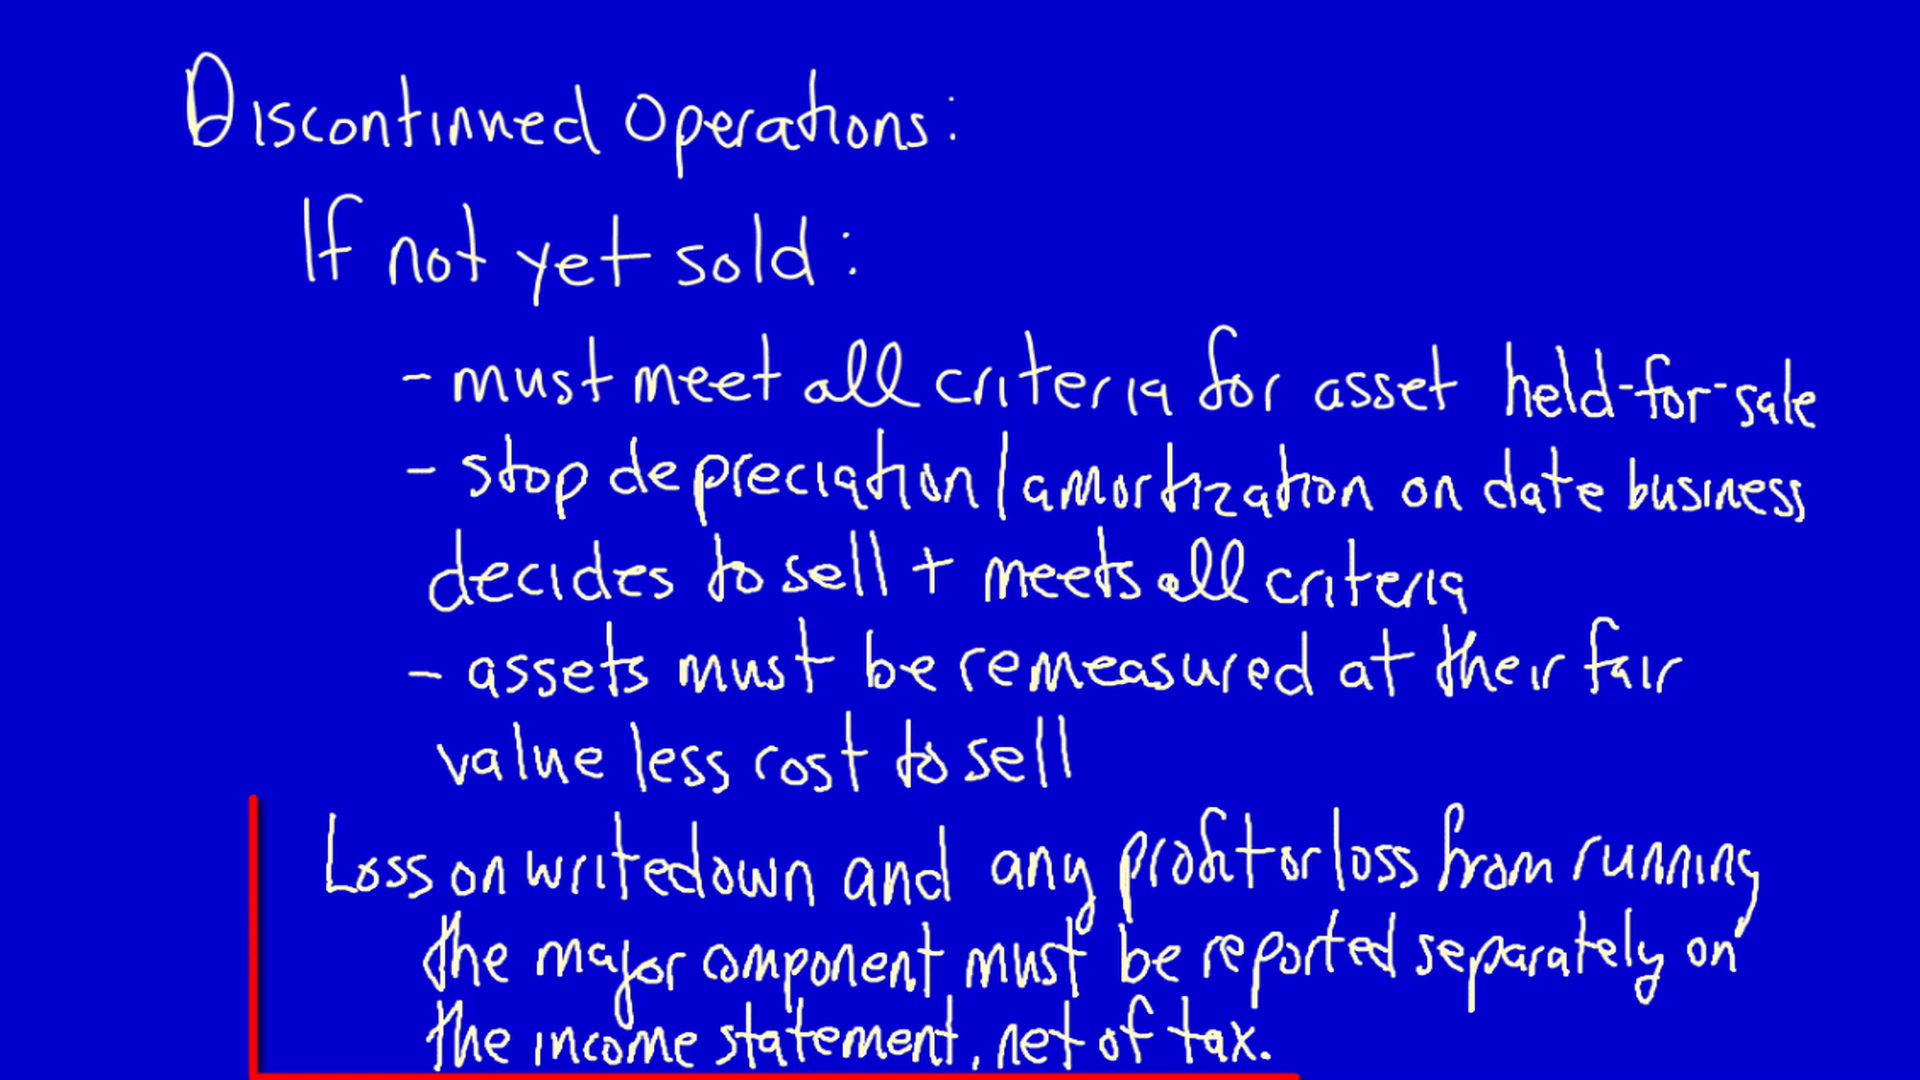 Discontinued Operations:
If not yet sold:
- must meet all criteria for asset held-for-sale
- stop depreciation/amortization on date business
decides to sell + meets all criteria
- assets must be remeasured at their fair
value less cost to sell
Loss on writedown and any profit or loss from running
the major component must be reported separately on
the income statement, net of tax.